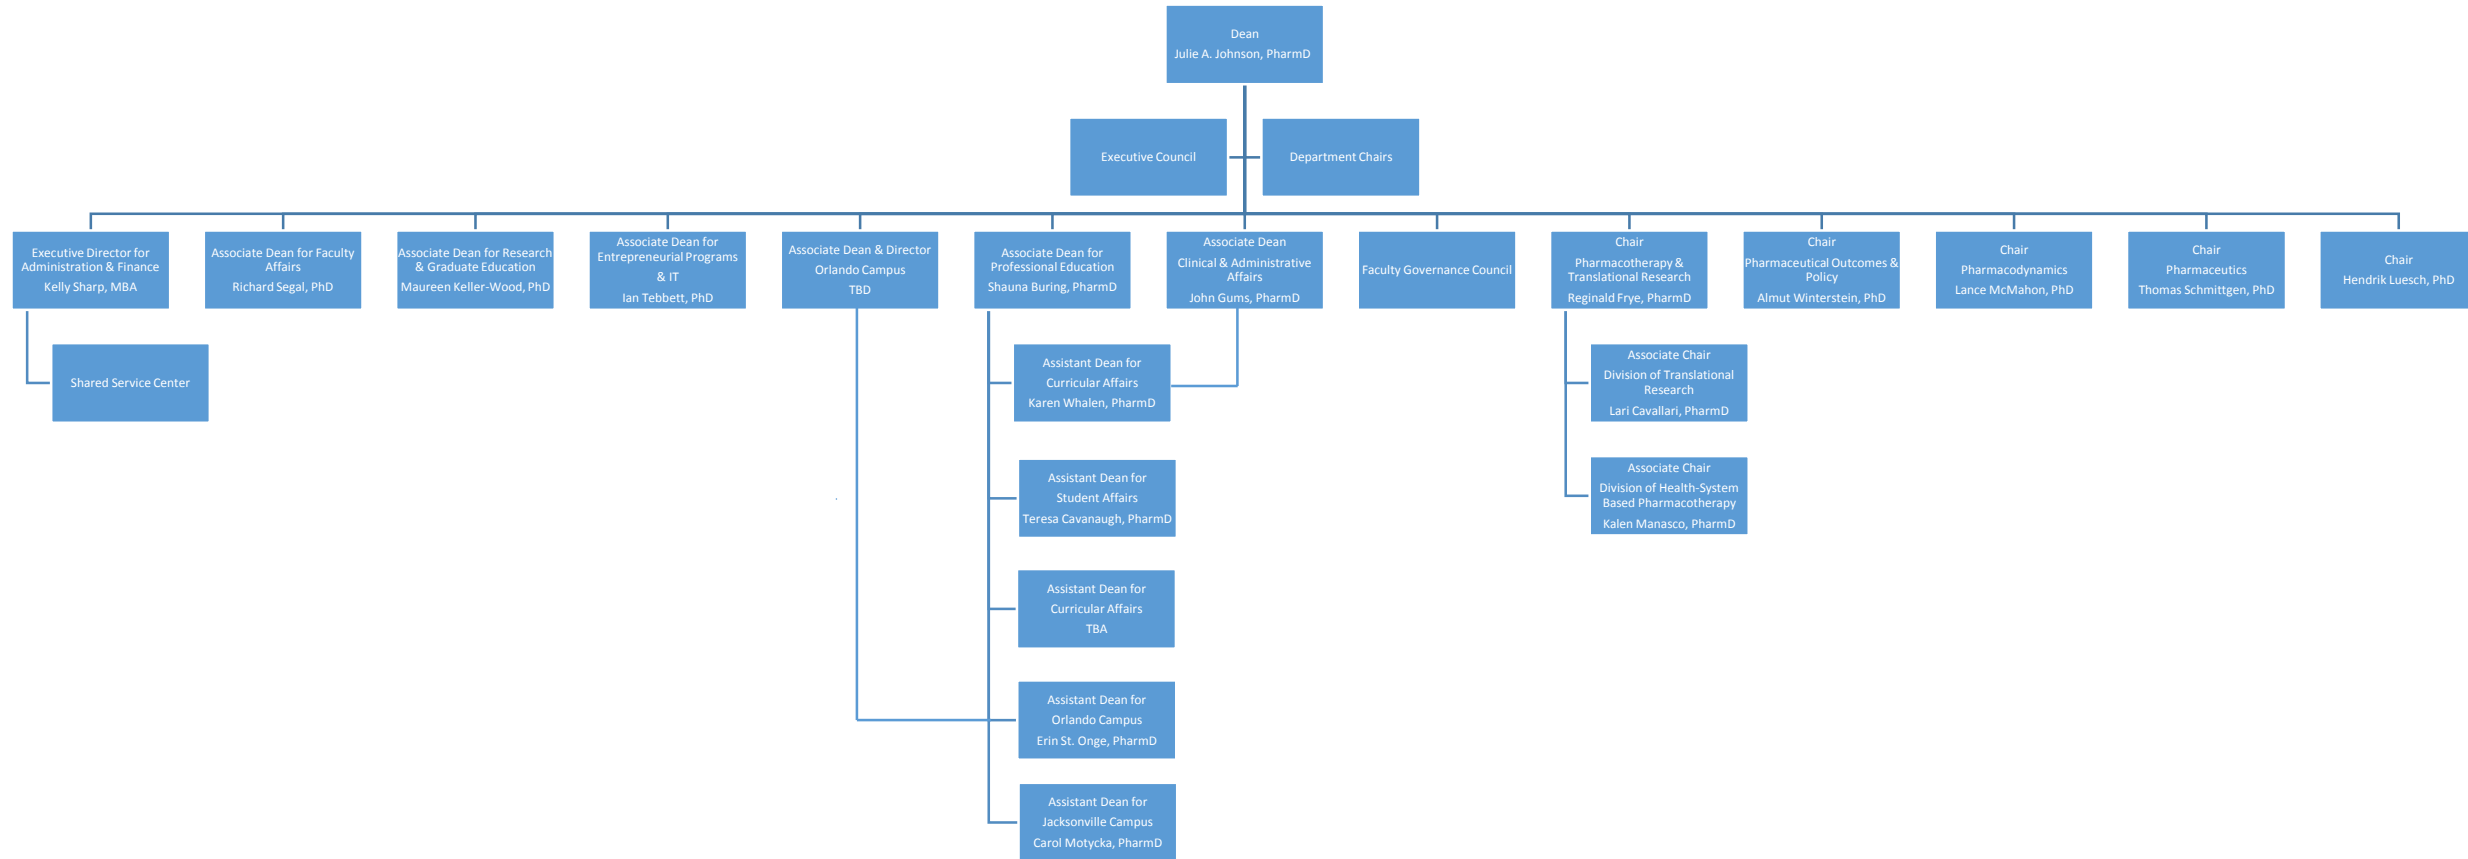 Dean
Julie A. Johnson, PharmD
Executive Council
Department Chairs
Executive Director for
Administration & Finance
Kelly Sharp, MBA
Associate Dean for Faculty
Affairs
Richard Segal, PhD
Associate Dean for Research
& Graduate Education
Maureen Keller-Wood, PhD
Associate Dean for
Entrepreneurial Programs
& IT
Ian Tebbett, PhD
Associate Dean & Director
Orlando Campus
TBD
Associate Dean for
Professional Education
Shauna Buring, PharmD
Associate Dean
Clinical & Administrative
Affairs
John Gums, PharmD
Faculty Governance Council
Chair
Pharmacotherapy &
Translational Research
Reginald Frye, PharmD
Chair
Pharmaceutical Outcomes &
Policy
Almut Winterstein, PhD
Chair
Pharmacodynamics
Lance McMahon, PhD
Chair
Pharmaceutics
Thomas Schmittgen, PhD
Chair
Hendrik Luesch, PhD
Shared Service Center
Assistant Dean for
Curricular Affairs
Karen Whalen, PharmD
Associate Chair
Division of Translational
Research
Lari Cavallari, PharmD
Assistant Dean for
Student Affairs
Teresa Cavanaugh, PharmD
Associate Chair
Division of Health-System
Based Pharmacotherapy
Kalen Manasco, PharmD
Assistant Dean for
Curricular Affairs
TBA
Assistant Dean for
Orlando Campus
Erin St. Onge, PharmD
Assistant Dean for
Jacksonville Campus
Carol Motycka, PharmD